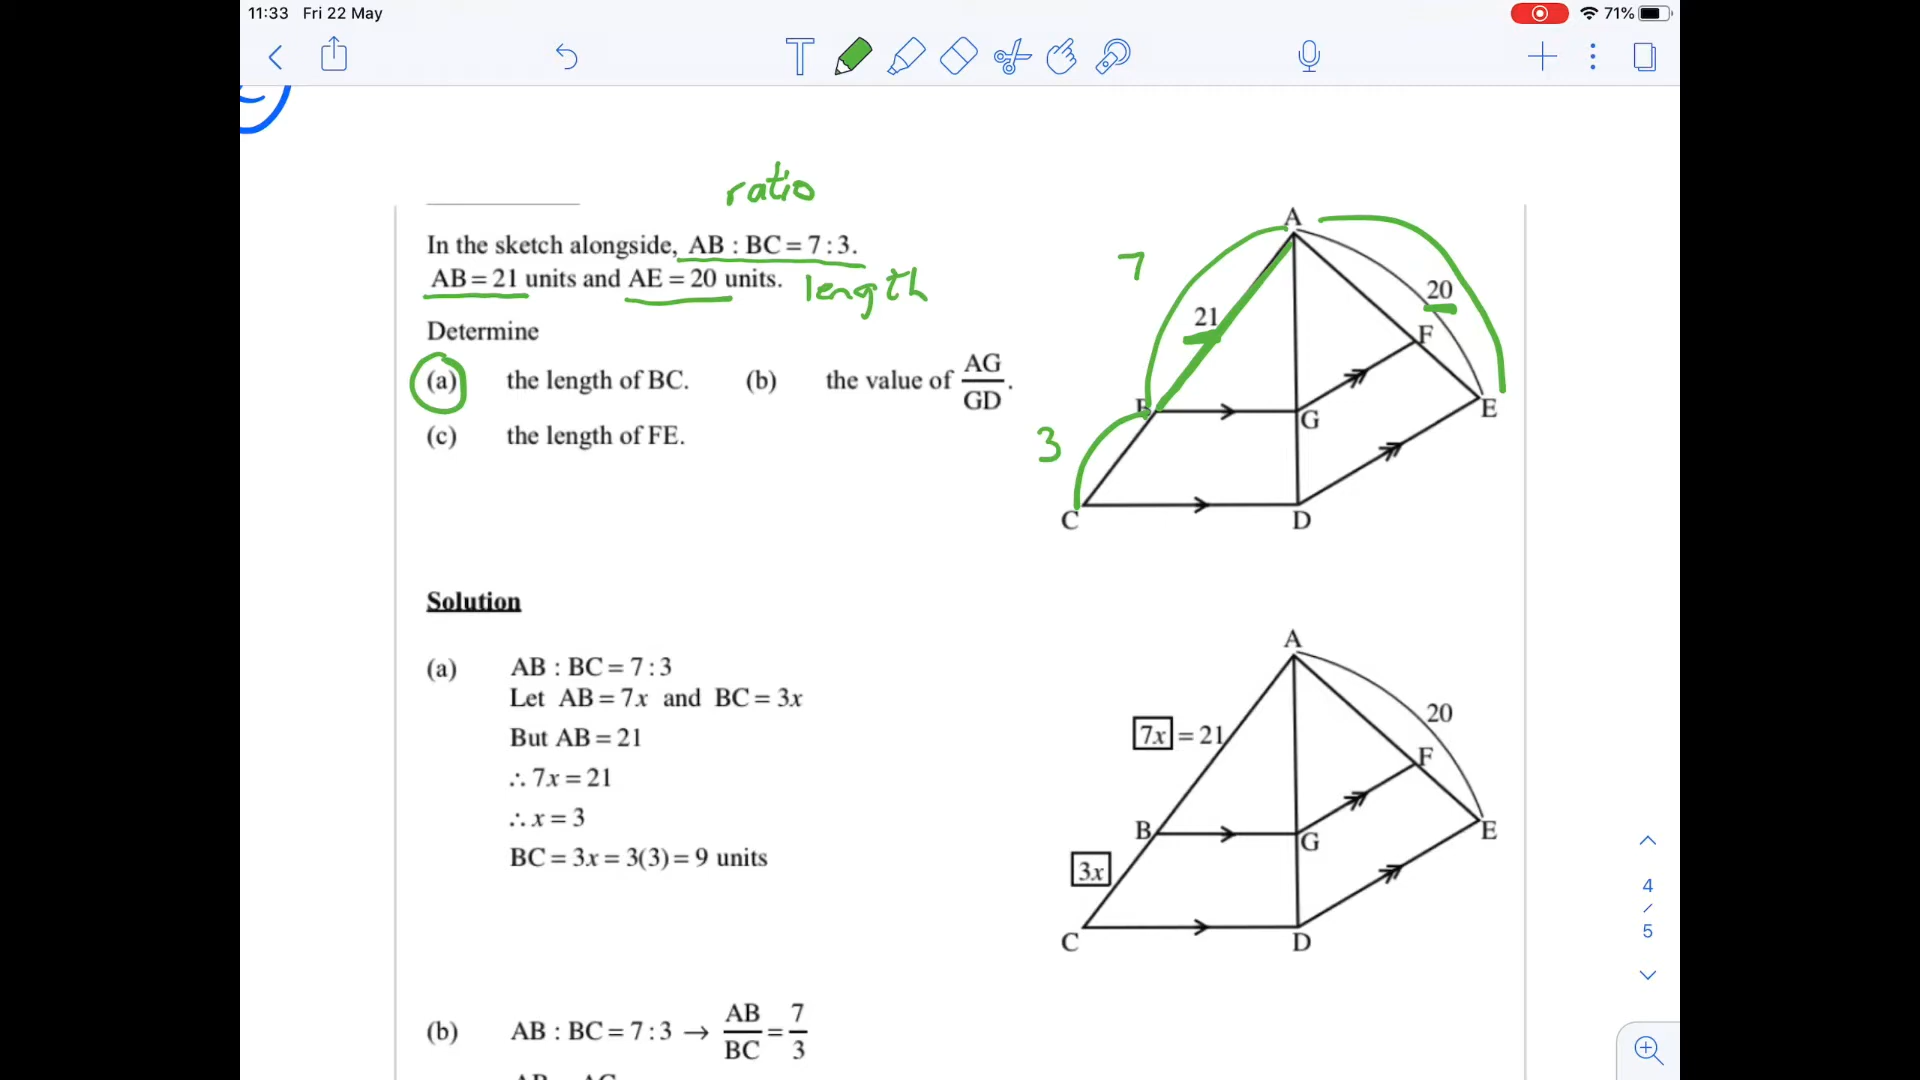 11:33 Fri 22 May
71%
T
ratio
In the sketch alongside, AB : BC = 7 : 3.
AB = 21 units and AE = 20 units.
length
Determine
(a) the length of BC. (b) the value of AG/GD.
(c) the length of FE.
A
7
20
21
F
B
G
E
3
C
D
Solution
(a) AB : BC = 7 : 3
Let AB = 7x and BC = 3x
But AB = 21
∴ 7x = 21
∴ x = 3
BC = 3x = 3(3) = 9 units
A
20
7x = 21
F
B
G
E
3x
C
D
4
/
5
(b) AB : BC = 7 : 3 → AB/BC = 7/3